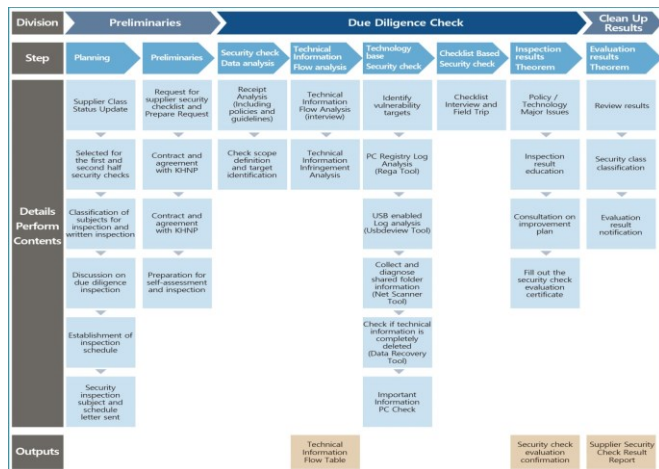 Division
Preliminaries
Due Diligence Check
Clean Up
Results
Step
Planning
Preliminaries
Security check
Data analysis
Technical
Information
Flow analysis
Technology
base
Security check
Checklist Based
Security check
Inspection
results
Theorem
Evaluation
results
Theorem
Details
Perform
Contents
Supplier Class
Status Update
Selected for
the first and
second half
security checks
Classification of
subjects for
inspection and
written inspection
Discussion on
due diligence
inspection
Establishment of
inspection
schedule
Security
inspection
subject and
schedule
letter sent
Request for
supplier security
checklist and
Prepare Request
Contract and
agreement
with KHNP
Contract and
agreement
with KHNP
Preparation for
self-assessment
and inspection
Receipt
Analysis
(Including
policies and
guidelines)
Check scope
definition and
target
identification
Technical
Information
Flow Analysis
(interview)
Technical
Information
Infringement
Analysis
Identify
vulnerability
targets
PC Registry Log
Analysis
(Rega Tool)
USB enabled
Log analysis
(Usbdeview Tool)
Collect and
diagnose
shared folder
information
(Net Scanner
Tool)
Check if technical
information is
completely
deleted
(Data Recovery
Tool)
Important
Information
PC Check
Checklist
Interview and
Field Trip
Policy /
Technology
Major Issues
Inspection
result
education
Consultation on
improvement
plan
Fill out the
security check
evaluation
certificate
Review results
Security class
classification
Evaluation
result
notification
Outputs
Technical
Information
Flow Table
Security check
evaluation
confirmation
Supplier Security
Check Result
Report